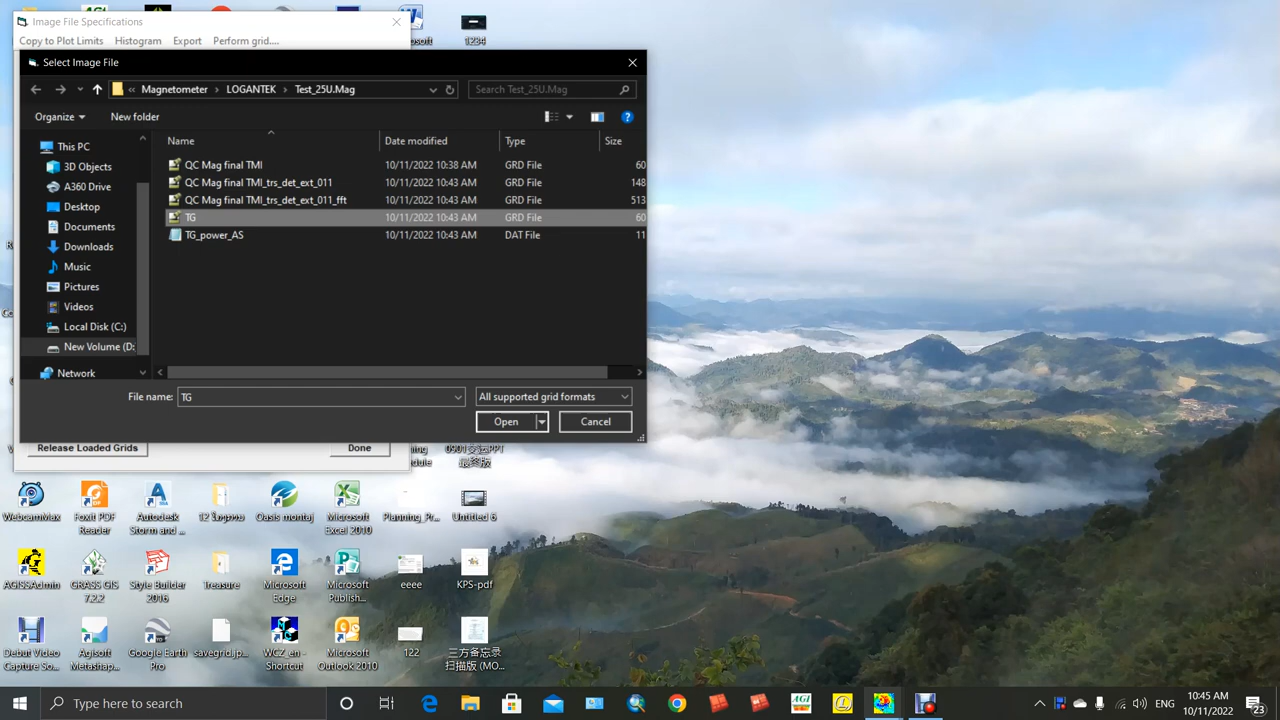 Image File Specifications
Copy to Plot Limits Histogram Export Perform grid....
1234
Select Image File
Magnetometer LOGANTEK Test_25U.Mag
Search Test_25U.Mag
Organize New folder
Name Date modified Type Size
This PC
3D Objects
A360 Drive
Desktop
Documents
Downloads
Music
Pictures
Videos
Local Disk (C:)
New Volume (D:
Network
QC Mag final TMI 10/11/2022 10:38 AM GRD File 60
QC Mag final TMI_trs_det_ext_011 10/11/2022 10:43 AM GRD File 148
QC Mag final TMI_trs_det_ext_011_fft 10/11/2022 10:43 AM GRD File 513
TG 10/11/2022 10:43 AM GRD File 60
TG_power_AS 10/11/2022 10:43 AM DAT File 11
File name: TG All supported grid formats
Open Cancel
Release Loaded Grids Done
WebcamMax
Foxit PDF
Reader
Autodesk
Storm and ...
Oasis montaj
Microsoft
Excel 2010
Planning_Pr...
Untitled 6
AGISSAdmin
GRASS GIS
7.2.2
Style Builder
2016
Treasure
Microsoft
Edge
Microsoft
Publish...
eeee
KPS-pdf
Debut Video
Capture So...
Agisoft
Metashap...
Google Earth
Pro
savegrid.jp...
WCZ_en -
Shortcut
Microsoft
Outlook 2010
122
三方备忘录
扫描版 (MO...
Type here to search
AGI
ENG
10:45 AM
10/11/2022
23